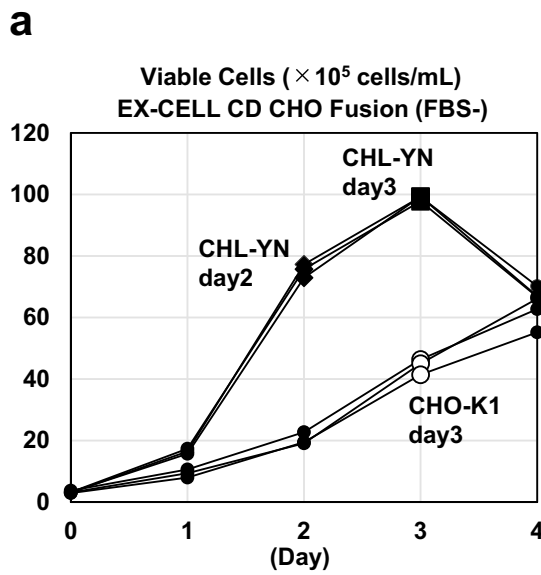 a
Viable Cells (×10⁵ cells/mL)
EX-CELL CD CHO Fusion (FBS-)
120
100
80
60
40
20
0
CHL-YN
day3
CHL-YN
day2
CHO-K1
day3
0 1 2 3 4
(Day)